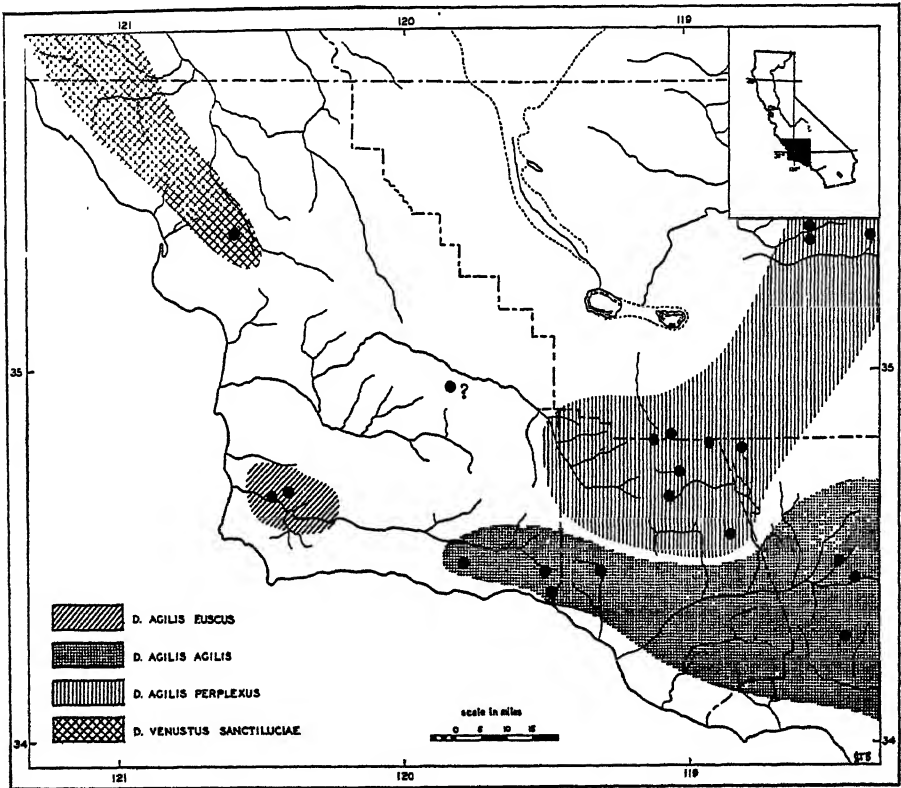 121 120 119
35 35
?
D. AGILIS EUSCUS
D. AGILIS AGILIS
D. AGILIS PERPLEXUS
D. VENUSTUS SANCTILUCIAE
scale in miles
0 5 10 15
34 34
121 120 119